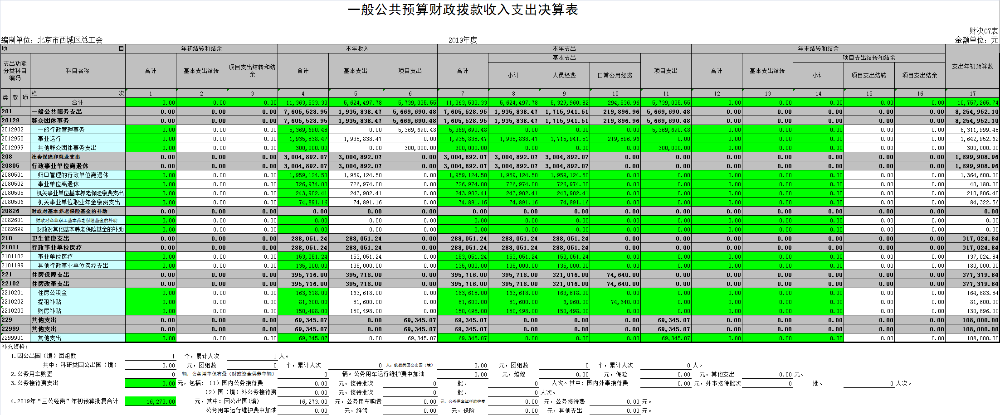 一般公共预算财政拨款收入支出决算表
财决07表
编制单位：北京市西城区总工会 2019年度 金额单位：元
项 目 年初结转和结余 本年收入 本年支出 年末结转和结余 支出年初预算数
支出功能分类科目编码 科目名称 合计 基本支出结转 项目支出结转和结余 合计 基本支出 项目支出 合计 基本支出 项目支出 合计 基本支出结转 项目支出结转和结余
小计 人员经费 日常公用经费 小计 项目支出结转 项目支出结余
类 款 项 栏 次 1 2 3 4 5 6 7 8 9 10 11 12 13 14 15 16 17
合计 0.00 0.00 0.00 11,363,533.33 5,624,497.78 5,739,035.55 11,363,533.33 5,624,497.78 5,329,960.82 294,536.96 5,739,035.55 0.00 0.00 0.00 0.00 0.00 10,757,265.74
201 一般公共服务支出 0.00 0.00 0.00 7,605,528.95 1,935,838.47 5,669,690.48 7,605,528.95 1,935,838.47 1,715,941.51 219,896.96 5,669,690.48 0.00 0.00 0.00 0.00 0.00 8,254,952.10
20129 群众团体事务 0.00 0.00 0.00 7,605,528.95 1,935,838.47 5,669,690.48 7,605,528.95 1,935,838.47 1,715,941.51 219,896.96 5,669,690.48 0.00 0.00 0.00 0.00 0.00 8,254,952.10
2012902 一般行政管理事务 0.00 0.00 0.00 5,369,690.48 0.00 5,369,690.48 5,369,690.48 0.00 0.00 0.00 5,369,690.48 0.00 0.00 0.00 0.00 0.00 6,311,999.48
2012950 事业运行 0.00 0.00 0.00 1,935,838.47 1,935,838.47 0.00 1,935,838.47 1,935,838.47 1,715,941.51 219,896.96 0.00 0.00 0.00 0.00 0.00 0.00 1,642,952.62
2012999 其他群众团体事务支出 0.00 0.00 0.00 300,000.00 0.00 300,000.00 300,000.00 0.00 0.00 0.00 300,000.00 0.00 0.00 0.00 0.00 0.00 300,000.00
208 社会保障和就业支出 0.00 0.00 0.00 3,004,892.07 3,004,892.07 0.00 3,004,892.07 3,004,892.07 3,004,892.07 0.00 0.00 0.00 0.00 0.00 0.00 0.00 1,699,908.96
20805 行政事业单位离退休 0.00 0.00 0.00 3,004,892.07 3,004,892.07 0.00 3,004,892.07 3,004,892.07 3,004,892.07 0.00 0.00 0.00 0.00 0.00 0.00 0.00 1,699,908.96
2080501 归口管理的行政单位离退休 0.00 0.00 0.00 1,959,124.50 1,959,124.50 0.00 1,959,124.50 1,959,124.50 1,959,124.50 0.00 0.00 0.00 0.00 0.00 0.00 0.00 1,364,600.00
2080502 事业单位离退休 0.00 0.00 0.00 726,974.00 726,974.00 0.00 726,974.00 726,974.00 726,974.00 0.00 0.00 0.00 0.00 0.00 0.00 0.00 40,180.00
2080505 机关事业单位基本养老保险缴费支出 0.00 0.00 0.00 243,902.41 243,902.41 0.00 243,902.41 243,902.41 243,902.41 0.00 0.00 0.00 0.00 0.00 0.00 0.00 210,806.40
2080506 机关事业单位职业年金缴费支出 0.00 0.00 0.00 74,891.16 74,891.16 0.00 74,891.16 74,891.16 74,891.16 0.00 0.00 0.00 0.00 0.00 0.00 0.00 84,322.56
20826 财政对基本养老保险基金的补助 0.00 0.00 0.00 0.00 0.00 0.00 0.00 0.00 0.00 0.00 0.00 0.00 0.00 0.00 0.00 0.00 0.00
2082601 财政对企业职工基本养老保险基金的补助 0.00 0.00 0.00 0.00 0.00 0.00 0.00 0.00 0.00 0.00 0.00 0.00 0.00 0.00 0.00 0.00 0.00
2082699 财政对其他基本养老保险基金的补助 0.00 0.00 0.00 0.00 0.00 0.00 0.00 0.00 0.00 0.00 0.00 0.00 0.00 0.00 0.00 0.00 0.00
210 卫生健康支出 0.00 0.00 0.00 288,051.24 288,051.24 0.00 288,051.24 288,051.24 288,051.24 0.00 0.00 0.00 0.00 0.00 0.00 0.00 317,024.84
21011 行政事业单位医疗 0.00 0.00 0.00 288,051.24 288,051.24 0.00 288,051.24 288,051.24 288,051.24 0.00 0.00 0.00 0.00 0.00 0.00 0.00 317,024.84
2101102 事业单位医疗 0.00 0.00 0.00 153,051.24 153,051.24 0.00 153,051.24 153,051.24 153,051.24 0.00 0.00 0.00 0.00 0.00 0.00 0.00 137,024.84
2101199 其他行政事业单位医疗支出 0.00 0.00 0.00 135,000.00 135,000.00 0.00 135,000.00 135,000.00 135,000.00 0.00 0.00 0.00 0.00 0.00 0.00 0.00 180,000.00
221 住房保障支出 0.00 0.00 0.00 395,716.00 395,716.00 0.00 395,716.00 395,716.00 321,076.00 74,640.00 0.00 0.00 0.00 0.00 0.00 0.00 377,379.84
22102 住房改革支出 0.00 0.00 0.00 395,716.00 395,716.00 0.00 395,716.00 395,716.00 321,076.00 74,640.00 0.00 0.00 0.00 0.00 0.00 0.00 377,379.84
2210201 住房公积金 0.00 0.00 0.00 163,618.00 163,618.00 0.00 163,618.00 163,618.00 163,618.00 0.00 0.00 0.00 0.00 0.00 0.00 0.00 164,883.84
2210202 提租补贴 0.00 0.00 0.00 81,600.00 81,600.00 0.00 81,600.00 81,600.00 6,960.00 74,640.00 0.00 0.00 0.00 0.00 0.00 0.00 81,600.00
2210203 购房补贴 0.00 0.00 0.00 150,498.00 150,498.00 0.00 150,498.00 150,498.00 150,498.00 0.00 0.00 0.00 0.00 0.00 0.00 0.00 130,896.00
229 其他支出 0.00 0.00 0.00 69,345.07 0.00 69,345.07 69,345.07 0.00 0.00 0.00 69,345.07 0.00 0.00 0.00 0.00 0.00 108,000.00
22999 其他支出 0.00 0.00 0.00 69,345.07 0.00 69,345.07 69,345.07 0.00 0.00 0.00 69,345.07 0.00 0.00 0.00 0.00 0.00 108,000.00
2299901 其他支出 0.00 0.00 0.00 69,345.07 0.00 69,345.07 69,345.07 0.00 0.00 0.00 69,345.07 0.00 0.00 0.00 0.00 0.00 108,000.00
补充资料：
1.因公出国（境）团组数 1 个，累计人次 1 人。
其中：科研类因公出国（境） 0.00 元，团组数 0 个，累计人次 0 人；统战类因公出国（境） 0.00 元，团组数 0 个，累计人次 0 人。
2.公务用车购置 0 辆，公务用车保有量（财政资金供养车辆） 0 辆。公务用车运行维护费中加油 0.00 元，维修 0.00 元，保险 0.00 元，其他支出 0.00 元。
3.公务接待费支出 0.00 元，包括：（1）国内公务接待费 0.00 元，接待批次 0 批、 0 人次。其中：国内外事接待费 0.00 元，外事接待批次 0 批、 0 人次。
（2）国（境）外公务接待费 0.00 元，接待批次 0 批、 0 人次。
4.2019年“三公经费”年初预算批复合计 16,273.00 元，其中：因公出国(境) 16,273.00 元，公务用车购置 0.00 元，公务用车运行维护费 0.00 元，公务接待费 0.00 元。
公务用车运行维护费中加油 0.00 元，维修 0.00 元，保险 0.00 元，其他支出 0.00 元。